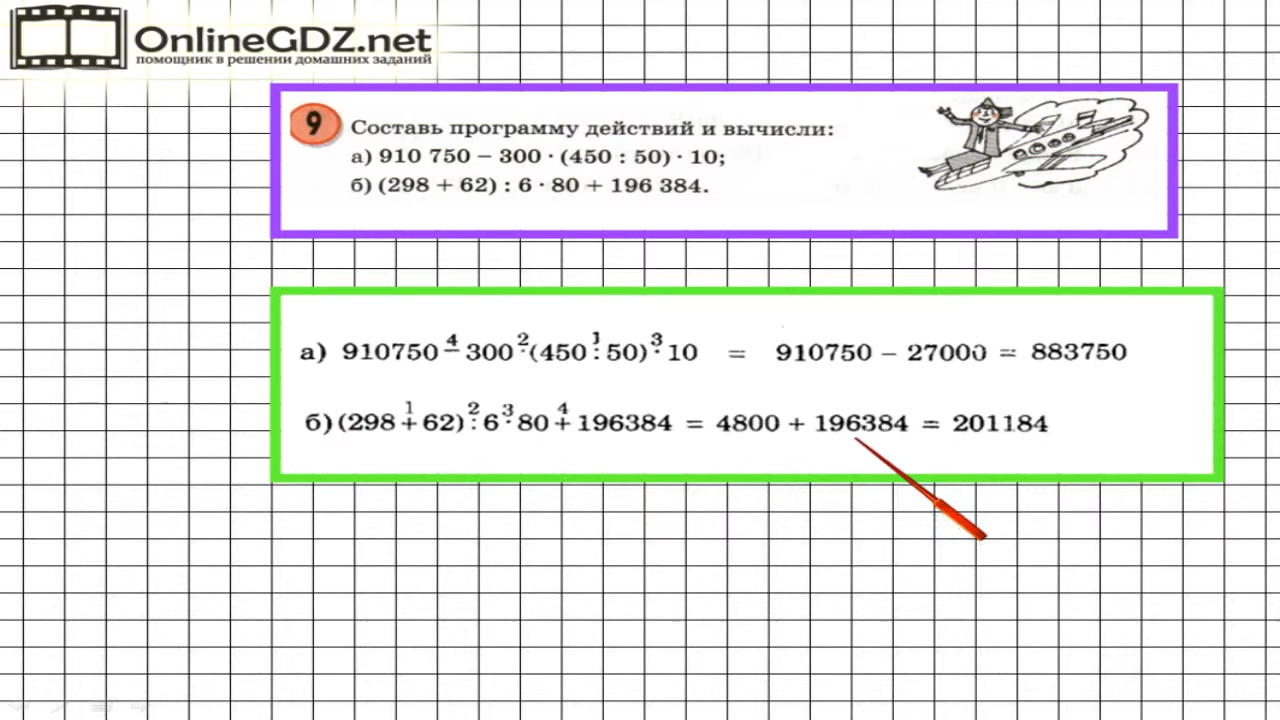 OnlineGDZ.net
помощник в решении домашних заданий
9 Составь программу действий и вычисли:
а) 910 750 − 300 · (450 : 50) · 10;
б) (298 + 62) : 6 · 80 + 196 384.
4 2 1 3
а) 910750 − 300 · (450 : 50) · 10 = 910750 − 27000 = 883750
1 2 3 4
б) (298 + 62) : 6 · 80 + 196384 = 4800 + 196384 = 201184